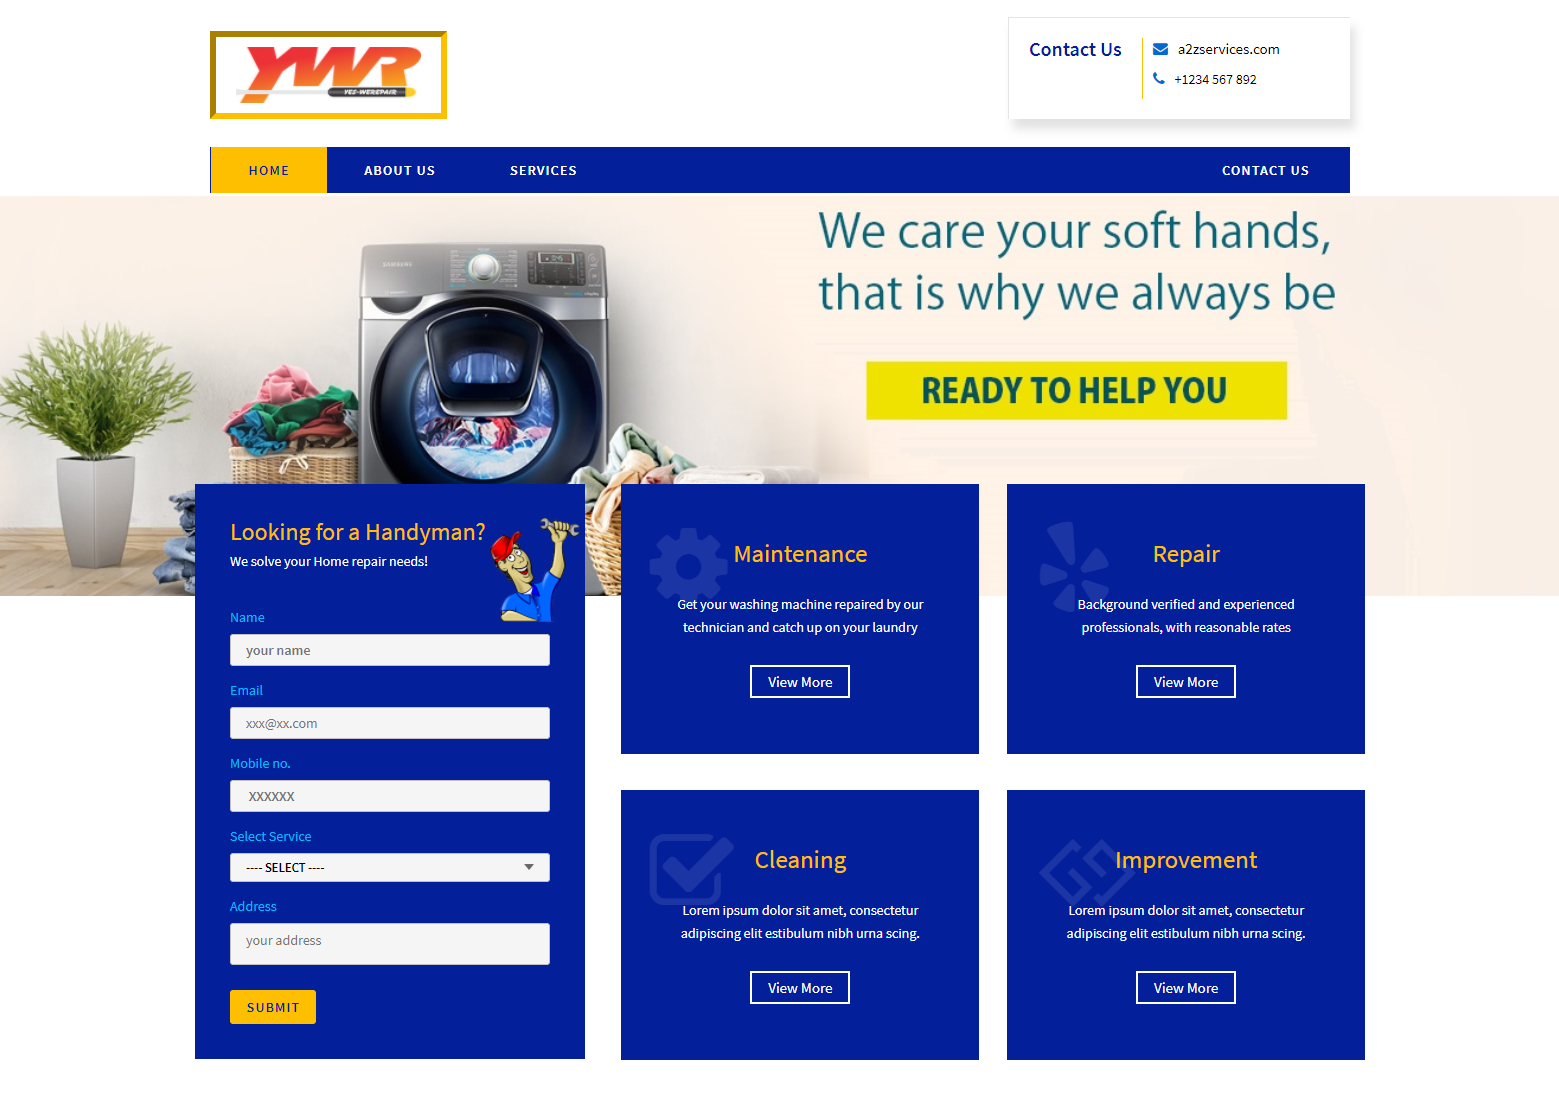 YWR
YES-WEREPAIR
Contact Us
a2zservices.com
+1234 567 892
HOME
ABOUT US
SERVICES
CONTACT US
We care your soft hands,
that is why we always be
READY TO HELP YOU
SAMSUNG
Looking for a Handyman?
We solve your Home repair needs!
Name
your name
Email
xxx@xx.com
Mobile no.
XXXXXX
Select Service
---- SELECT ----
Address
your address
SUBMIT
Maintenance
Get your washing machine repaired by our
technician and catch up on your laundry
View More
Repair
Background verified and experienced
professionals, with reasonable rates
View More
Cleaning
Lorem ipsum dolor sit amet, consectetur
adipiscing elit estibulum nibh urna scing.
View More
Improvement
Lorem ipsum dolor sit amet, consectetur
adipiscing elit estibulum nibh urna scing.
View More